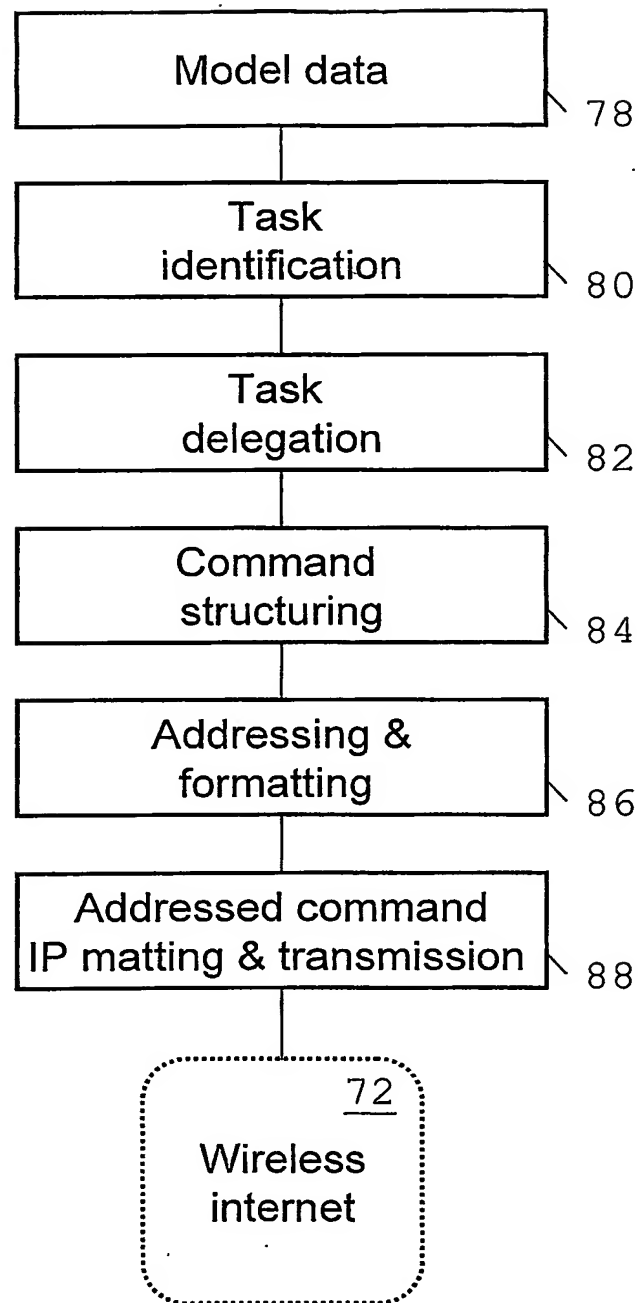 Model data
78
Task
identification
80
Task
delegation
82
Command
structuring
84
Addressing &
formatting
86
Addressed command
IP matting & transmission
88
72
Wireless
internet